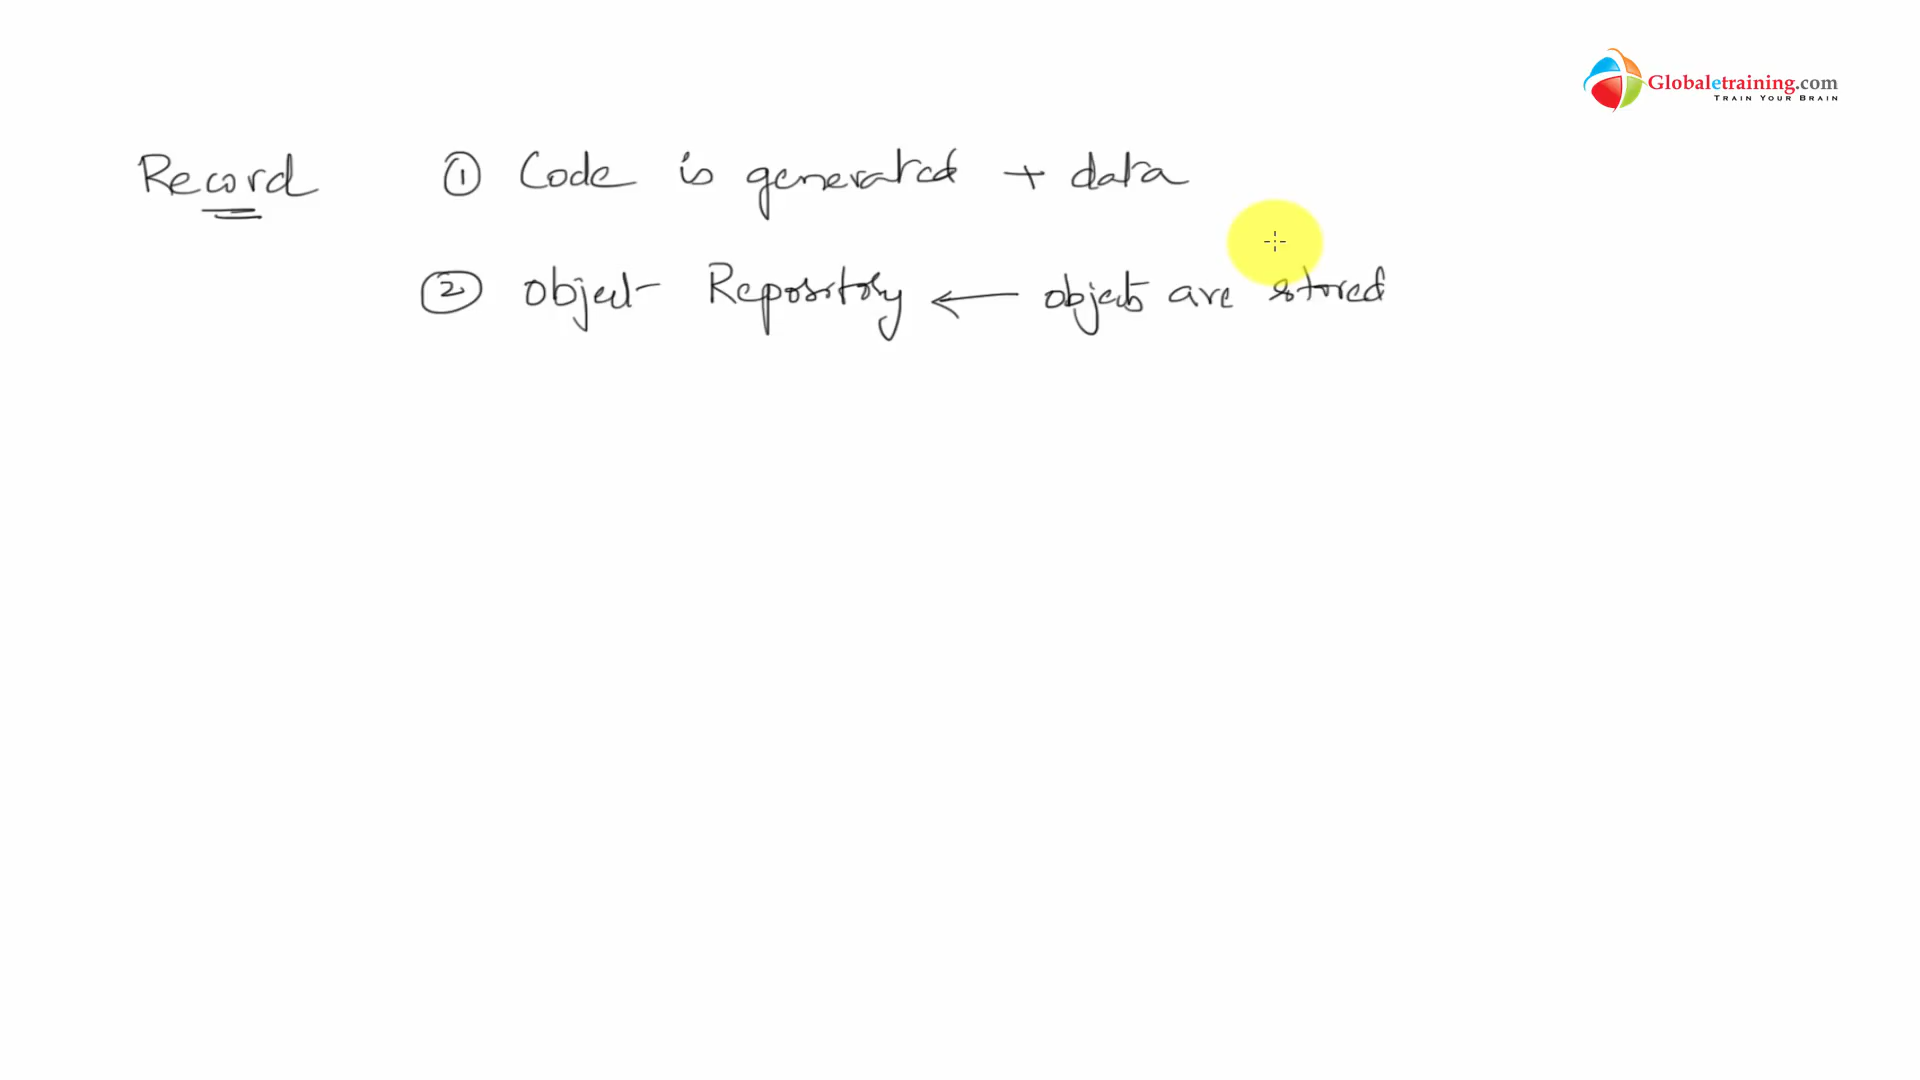 Globaletraining.com
TRAIN YOUR BRAIN
Record ① Code is generated + data
② Object Repository ← objects are stored